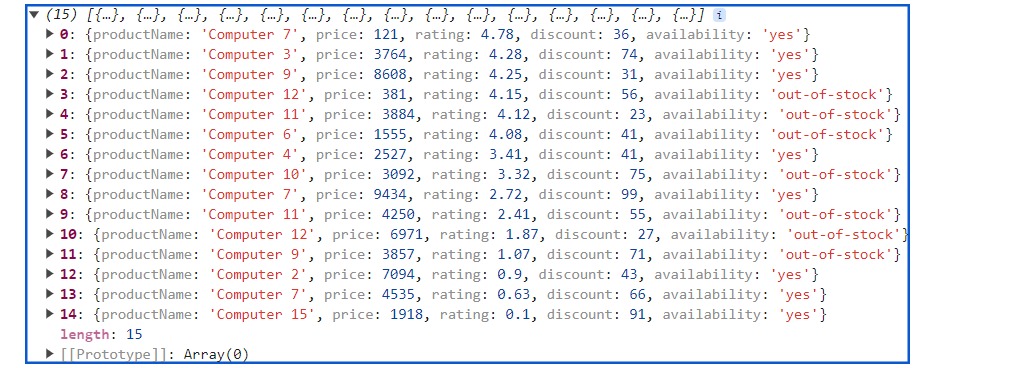 ▼ (15) [{…}, {…}, {…}, {…}, {…}, {…}, {…}, {…}, {…}, {…}, {…}, {…}, {…}, {…}, {…}] i
▶ 0: {productName: 'Computer 7', price: 121, rating: 4.78, discount: 36, availability: 'yes'}
▶ 1: {productName: 'Computer 3', price: 3764, rating: 4.28, discount: 74, availability: 'yes'}
▶ 2: {productName: 'Computer 9', price: 8608, rating: 4.25, discount: 31, availability: 'yes'}
▶ 3: {productName: 'Computer 12', price: 381, rating: 4.15, discount: 56, availability: 'out-of-stock'}
▶ 4: {productName: 'Computer 11', price: 3884, rating: 4.12, discount: 23, availability: 'out-of-stock'}
▶ 5: {productName: 'Computer 6', price: 1555, rating: 4.08, discount: 41, availability: 'out-of-stock'}
▶ 6: {productName: 'Computer 4', price: 2527, rating: 3.41, discount: 41, availability: 'yes'}
▶ 7: {productName: 'Computer 10', price: 3092, rating: 3.32, discount: 75, availability: 'out-of-stock'}
▶ 8: {productName: 'Computer 7', price: 9434, rating: 2.72, discount: 99, availability: 'yes'}
▶ 9: {productName: 'Computer 11', price: 4250, rating: 2.41, discount: 55, availability: 'out-of-stock'}
▶ 10: {productName: 'Computer 12', price: 6971, rating: 1.87, discount: 27, availability: 'out-of-stock'}
▶ 11: {productName: 'Computer 9', price: 3857, rating: 1.07, discount: 71, availability: 'out-of-stock'}
▶ 12: {productName: 'Computer 2', price: 7094, rating: 0.9, discount: 43, availability: 'yes'}
▶ 13: {productName: 'Computer 7', price: 4535, rating: 0.63, discount: 66, availability: 'yes'}
▶ 14: {productName: 'Computer 15', price: 1918, rating: 0.1, discount: 91, availability: 'yes'}
length: 15
▶ [[Prototype]]: Array(0)